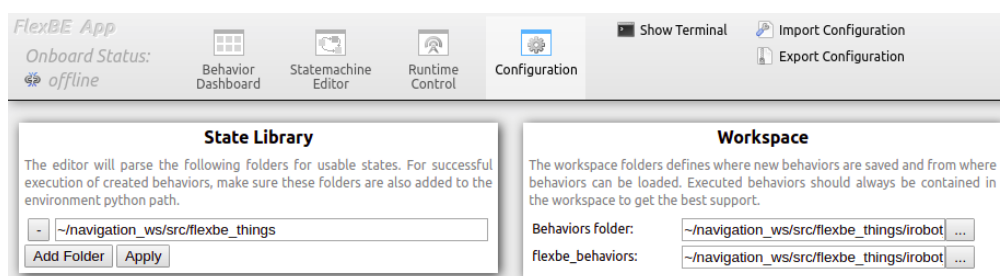 FlexBE App
Onboard Status:
offline
Behavior
Dashboard
Statemachine
Editor
Runtime
Control
Configuration
Show Terminal
Import Configuration
Export Configuration
State Library
The editor will parse the following folders for usable states. For successful
execution of created behaviors, make sure these folders are also added to the
environment python path.
- ~/navigation_ws/src/flexbe_things
Add Folder Apply
Workspace
The workspace folders defines where new behaviors are saved and from where
behaviors can be loaded. Executed behaviors should always be contained in
the workspace to get the best support.
Behaviors folder: ~/navigation_ws/src/flexbe_things/irobot ...
flexbe_behaviors: ~/navigation_ws/src/flexbe_things/irobot ...